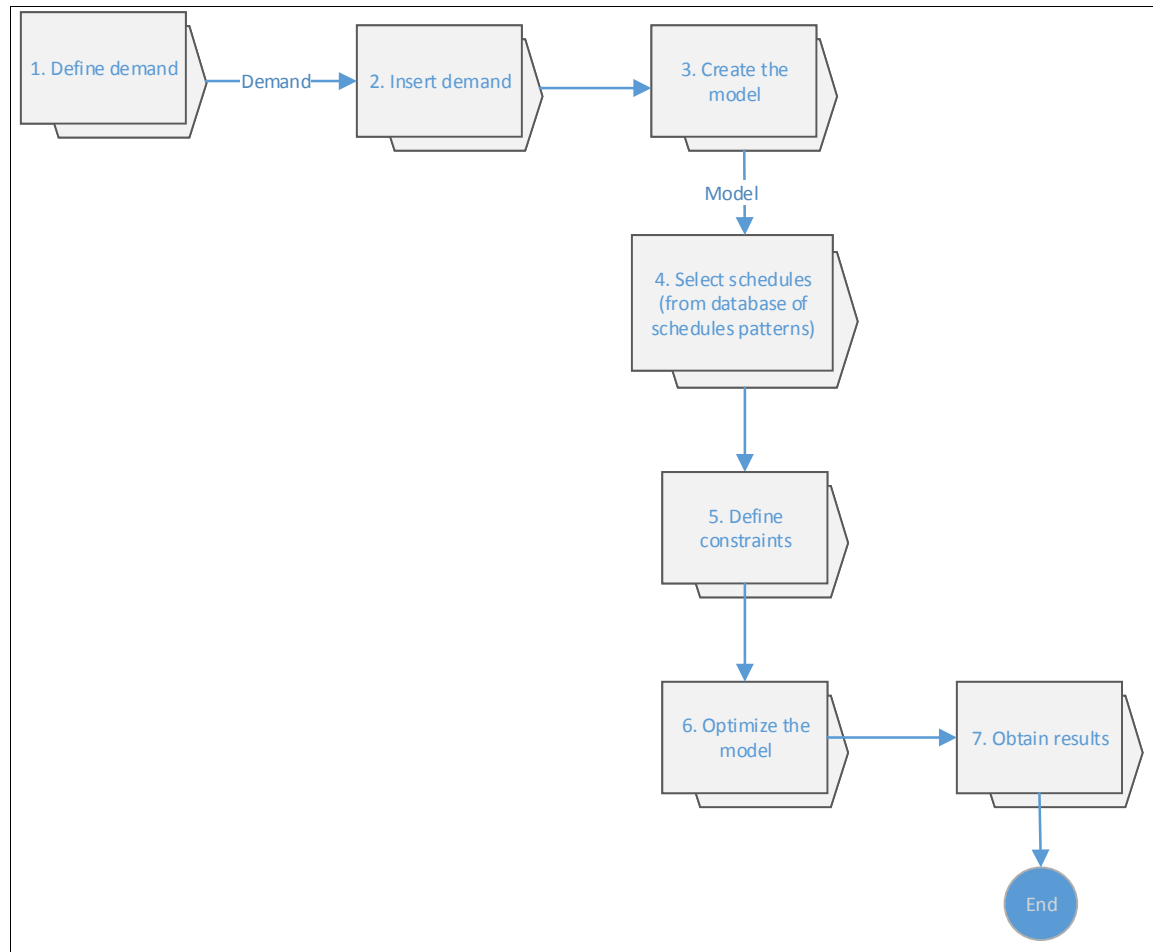 1. Define demand
Demand
2. Insert demand
3. Create the
model
Model
4. Select schedules
(from database of
schedules patterns)
5. Define
constraints
6. Optimize the
model
7. Obtain results
End